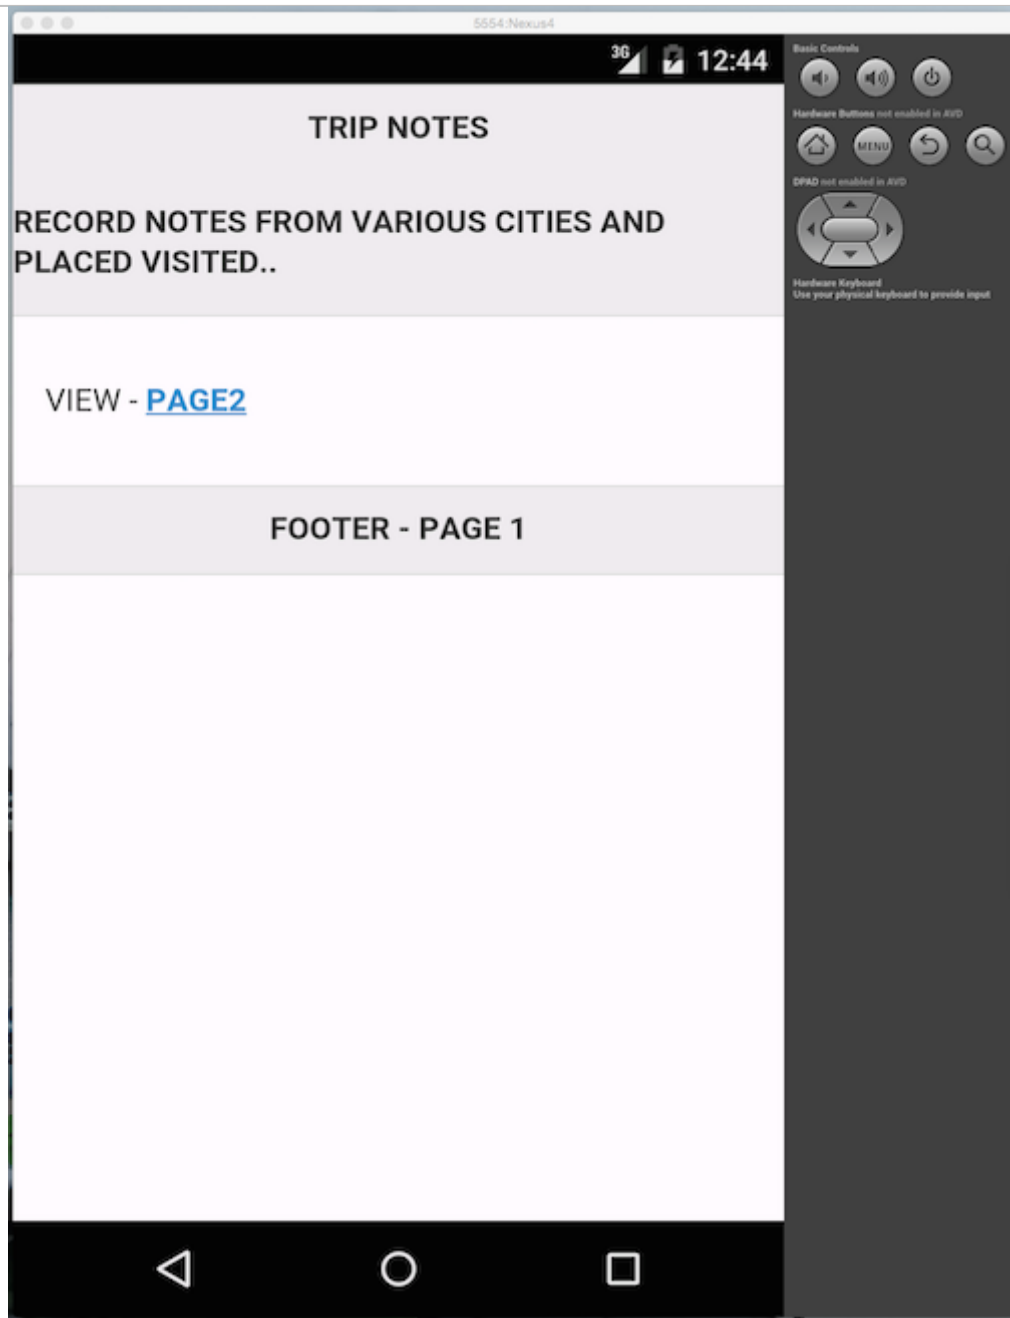 5554:Nexus4
3G 12:44
TRIP NOTES
RECORD NOTES FROM VARIOUS CITIES AND
PLACED VISITED..
VIEW - PAGE2
FOOTER - PAGE 1
Basic Controls
Hardware Buttons not enabled in AVD
MENU
DPAD not enabled in AVD
Hardware Keyboard
Use your physical keyboard to provide input